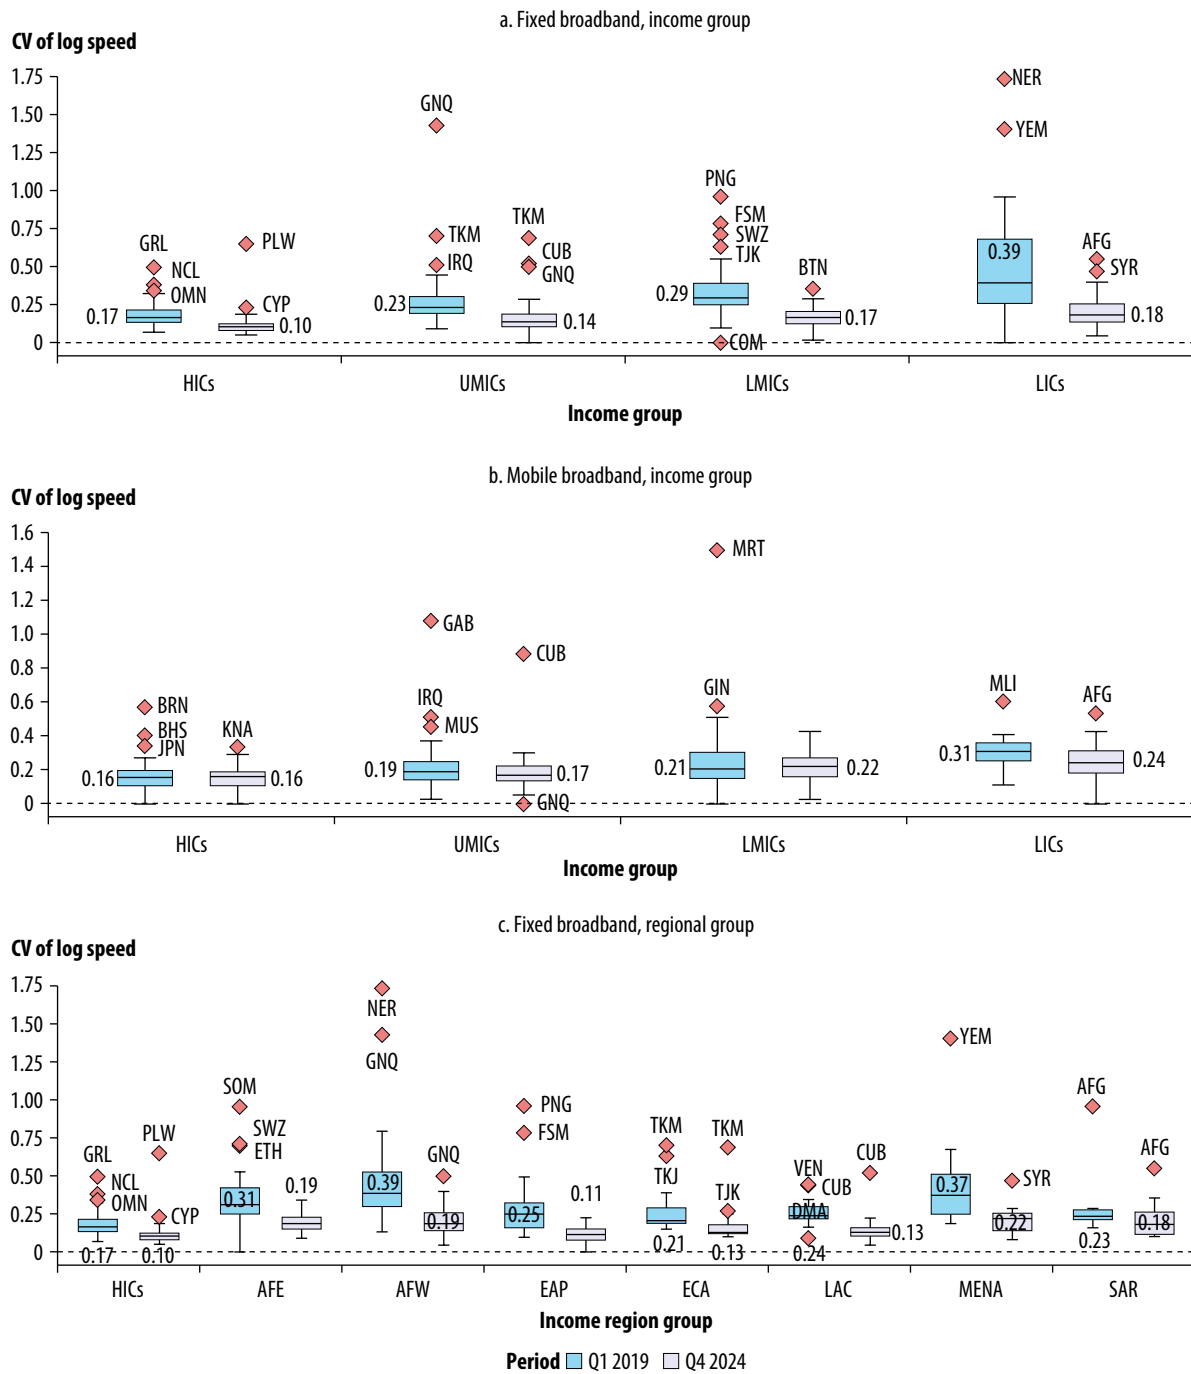 a. Fixed broadband, income group
CV of log speed
1.75
1.50
1.25
1.00
0.75
0.50
0.25
0
GRL
NCL
OMN
0.17
PLW
CYP
0.10
GNQ
TKM
IRQ
0.23
TKM
CUB
GNQ
0.14
PNG
FSM
SWZ
TJK
0.29
COM
BTN
0.17
NER
YEM
0.39
AFG
SYR
0.18
HICs
UMICs
LMICs
LICs
Income group
b. Mobile broadband, income group
CV of log speed
1.6
1.4
1.2
1.0
0.8
0.6
0.4
0.2
0
BRN
BHS
JPN
0.16
KNA
0.16
GAB
IRQ
MUS
0.19
CUB
0.17
GNQ
MRT
GIN
0.21
0.22
MLI
0.31
AFG
0.24
HICs
UMICs
LMICs
LICs
Income group
c. Fixed broadband, regional group
CV of log speed
1.75
1.50
1.25
1.00
0.75
0.50
0.25
0
GRL
NCL
OMN
0.17
PLW
CYP
0.10
SOM
SWZ
ETH
0.31
0.19
NER
GNQ
0.39
GNQ
0.19
PNG
FSM
0.25
0.11
TKM
TKJ
0.21
TKM
TJK
0.13
VEN
CUB
DMA
0.24
CUB
0.13
YEM
0.37
SYR
0.22
AFG
0.23
AFG
0.18
HICs
AFE
AFW
EAP
ECA
LAC
MENA
SAR
Income region group
Period Q1 2019 Q4 2024